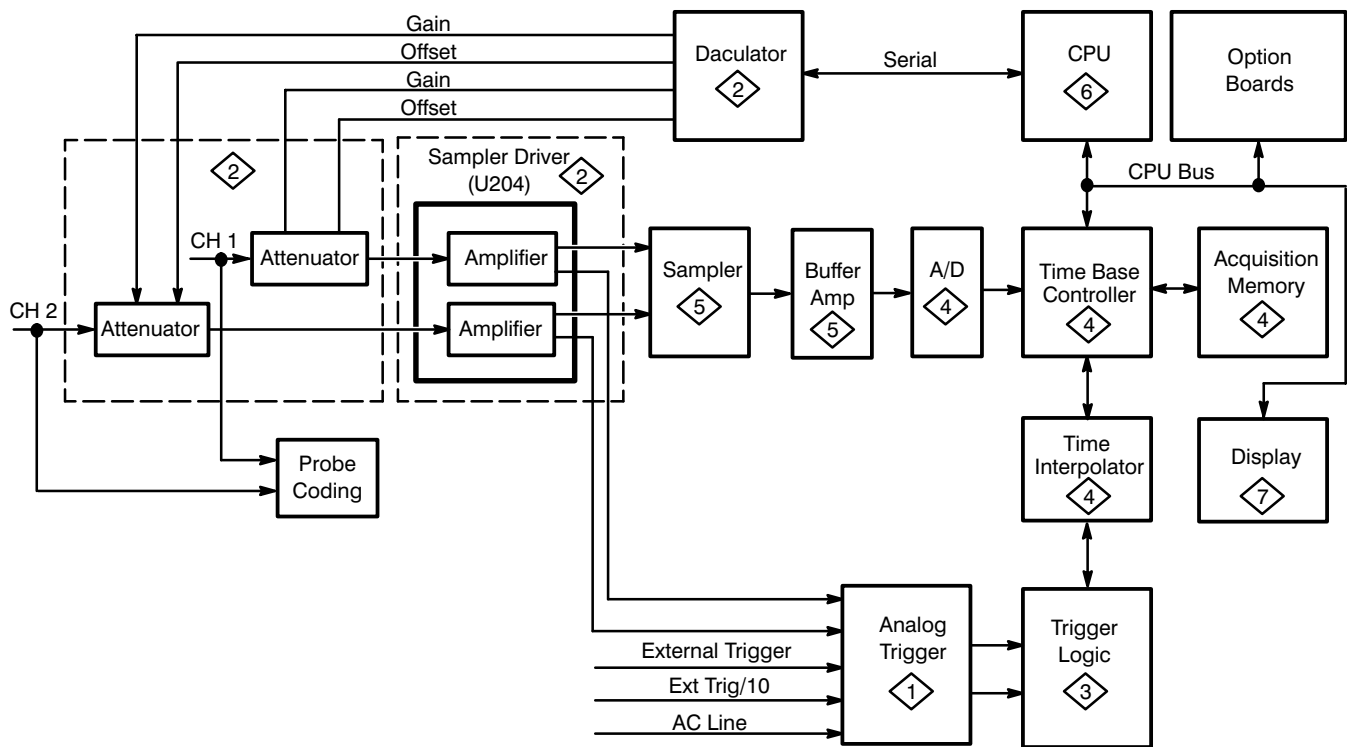 Gain
Offset
Gain
Offset
Daculator
2
Serial
CPU
6
Option
Boards
CPU Bus
2
Sampler Driver
(U204)
2
CH 1
Attenuator
Amplifier
CH 2
Attenuator
Amplifier
Sampler
5
Buffer
Amp
5
A/D
4
Time Base
Controller
4
Acquisition
Memory
4
Probe
Coding
Time
Interpolator
4
Display
7
External Trigger
Ext Trig/10
AC Line
Analog
Trigger
1
Trigger
Logic
3